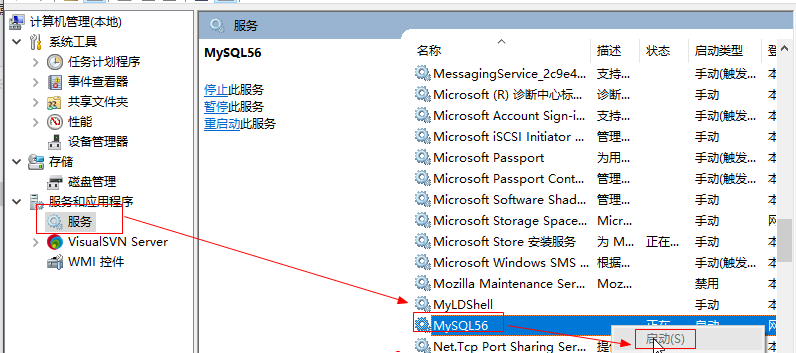 计算机管理(本地)
系统工具
任务计划程序
事件查看器
共享文件夹
性能
设备管理器
存储
磁盘管理
服务和应用程序
服务
VisualSVN Server
WMI 控件
服务
MySQL56
停止此服务
暂停此服务
重启动此服务
名称 描述 状态 启动类型
MessagingService_2c9e4... 支持... 手动(触发...
Microsoft (R) 诊断中心标... 诊断... 手动 本
Microsoft Account Sign-i... 支持... 手动(触发... 本
Microsoft iSCSI Initiator ... 管理... 手动 本
Microsoft Passport 为用... 手动(触发... 本
Microsoft Passport Cont... 管理... 手动(触发... 本
Microsoft Software Shad... 管理... 手动 本
Microsoft Storage Space... Micr... 手动 网
Microsoft Store 安装服务 为 M... 正在... 手动 本
Microsoft Windows SMS ... 根据... 手动(触发... 本
Mozilla Maintenance Ser... Moz... 禁用 本
MyLDShell 手动 本
MySQL56 正在 自动 网
启动(S)
Net.Tcp Port Sharing Ser...